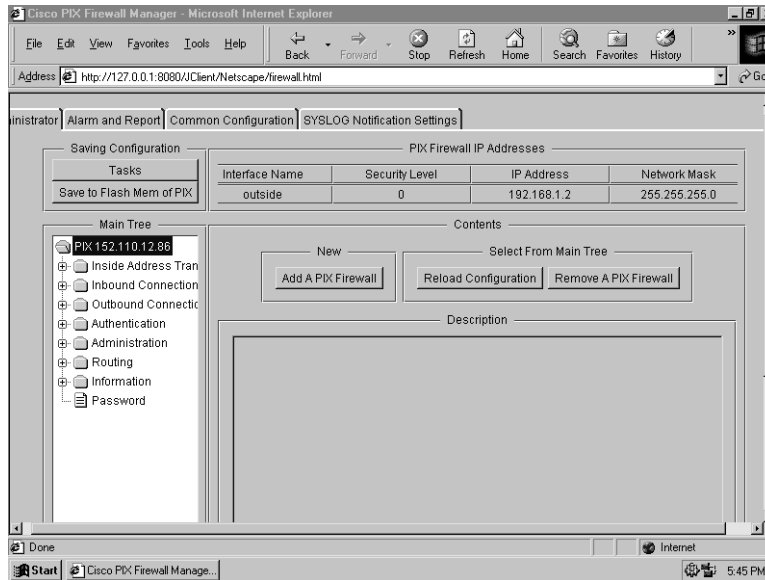 Cisco PIX Firewall Manager - Microsoft Internet Explorer
File Edit View Favorites Tools Help
Back Forward Stop Refresh Home Search Favorites History »
Address http://127.0.0.1:8080/JClient/Netscape/firewall.html Go
inistrator Alarm and Report Common Configuration SYSLOG Notification Settings
Saving Configuration
Tasks
Save to Flash Mem of PIX
PIX Firewall IP Addresses
Interface Name Security Level IP Address Network Mask
outside 0 192.168.1.2 255.255.255.0
Main Tree
PIX 152.110.12.86
Inside Address Tran
Inbound Connection
Outbound Connectic
Authentication
Administration
Routing
Information
Password
Contents
New
Add A PIX Firewall
Select From Main Tree
Reload Configuration Remove A PIX Firewall
Description
Done Internet
Start Cisco PIX Firewall Manage... 5:45 PM